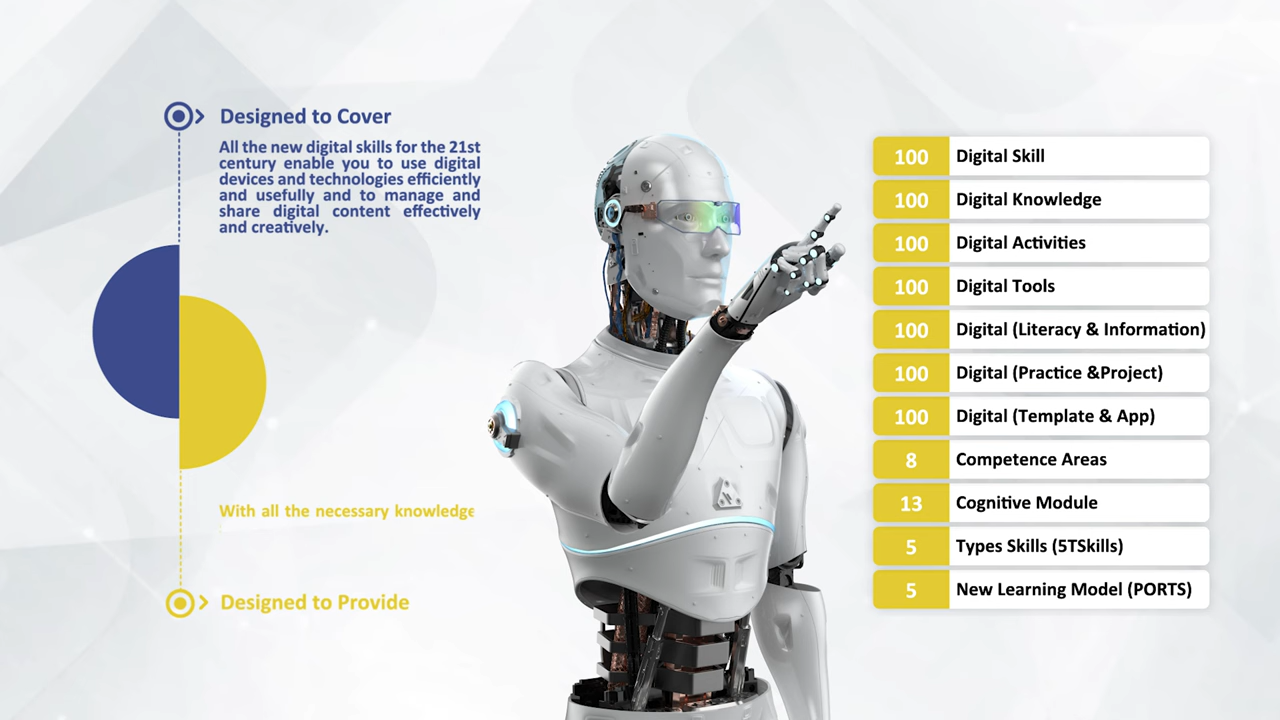 Designed to Cover
All the new digital skills for the 21st
century enable you to use digital
devices and technologies efficiently
and usefully and to manage and
share digital content effectively
and creatively.
With all the necessary knowledge
Designed to Provide
100 Digital Skill
100 Digital Knowledge
100 Digital Activities
100 Digital Tools
100 Digital (Literacy & Information)
100 Digital (Practice &Project)
100 Digital (Template & App)
8 Competence Areas
13 Cognitive Module
5 Types Skills (5TSkills)
5 New Learning Model (PORTS)